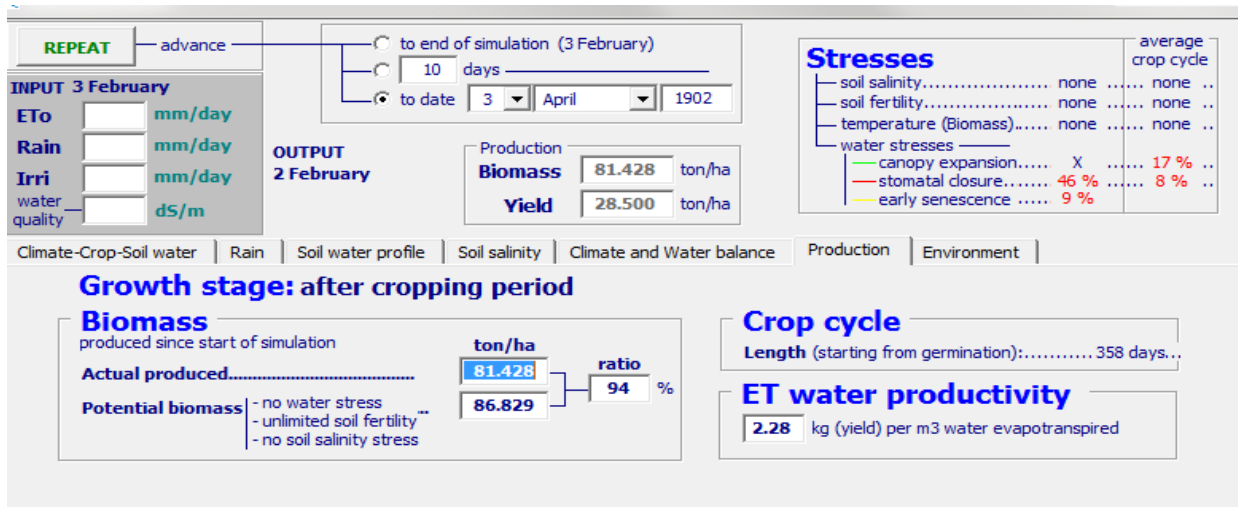 REPEAT advance
to end of simulation (3 February)
10 days
to date 3 April 1902
INPUT 3 February
ETo mm/day
Rain mm/day
Irri mm/day
water quality dS/m
OUTPUT
2 February
Production
Biomass 81.428 ton/ha
Yield 28.500 ton/ha
Stresses
average
crop cycle
soil salinity..................... none ...... none ..
soil fertility..................... none ...... none ..
temperature (Biomass)...... none ...... none ..
water stresses
canopy expansion...... X ...... 17 % ..
stomatal closure........ 46 % ...... 8 % ..
early senescence ...... 9 %
Climate-Crop-Soil water Rain Soil water profile Soil salinity Climate and Water balance Production Environment
Growth stage: after cropping period
Biomass
produced since start of simulation ton/ha
Actual produced....................................... 81.428
ratio
94 %
Potential biomass - no water stress ... 86.829
- unlimited soil fertility
- no soil salinity stress
Crop cycle
Length (starting from germination):........... 358 days...
ET water productivity
2.28 kg (yield) per m3 water evapotranspired